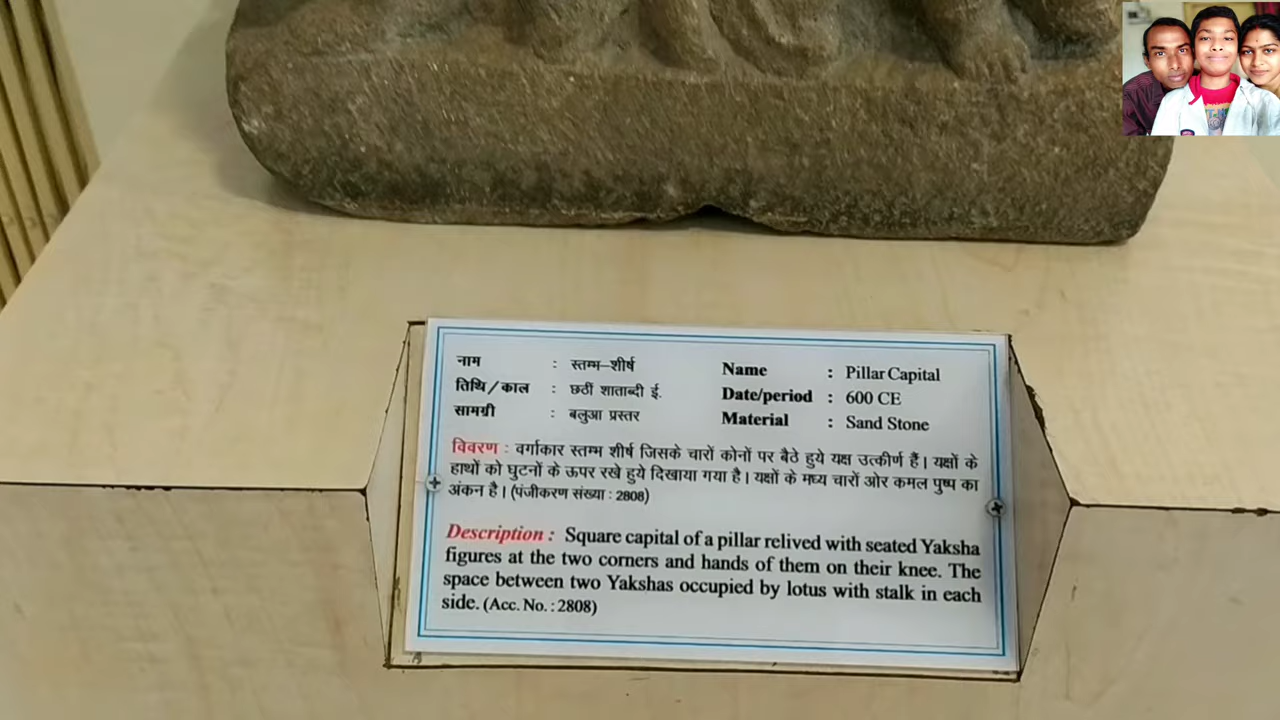 नाम : स्तम्भ–शीर्ष
तिथि/काल : छठीं शाताब्दी ई.
सामग्री : बलुआ प्रस्तर
Name : Pillar Capital
Date/period : 600 CE
Material : Sand Stone
विवरण : वर्गाकार स्तम्भ शीर्ष जिसके चारों कोनों पर बैठे हुये यक्ष उत्कीर्ण हैं। यक्षों के
हाथों को घुटनों के ऊपर रखे हुये दिखाया गया है। यक्षों के मध्य चारों ओर कमल पुष्प का
अंकन है। (पंजीकरण संख्या : 2808)
Description : Square capital of a pillar relived with seated Yaksha
figures at the two corners and hands of them on their knee. The
space between two Yakshas occupied by lotus with stalk in each
side. (Acc. No. : 2808)